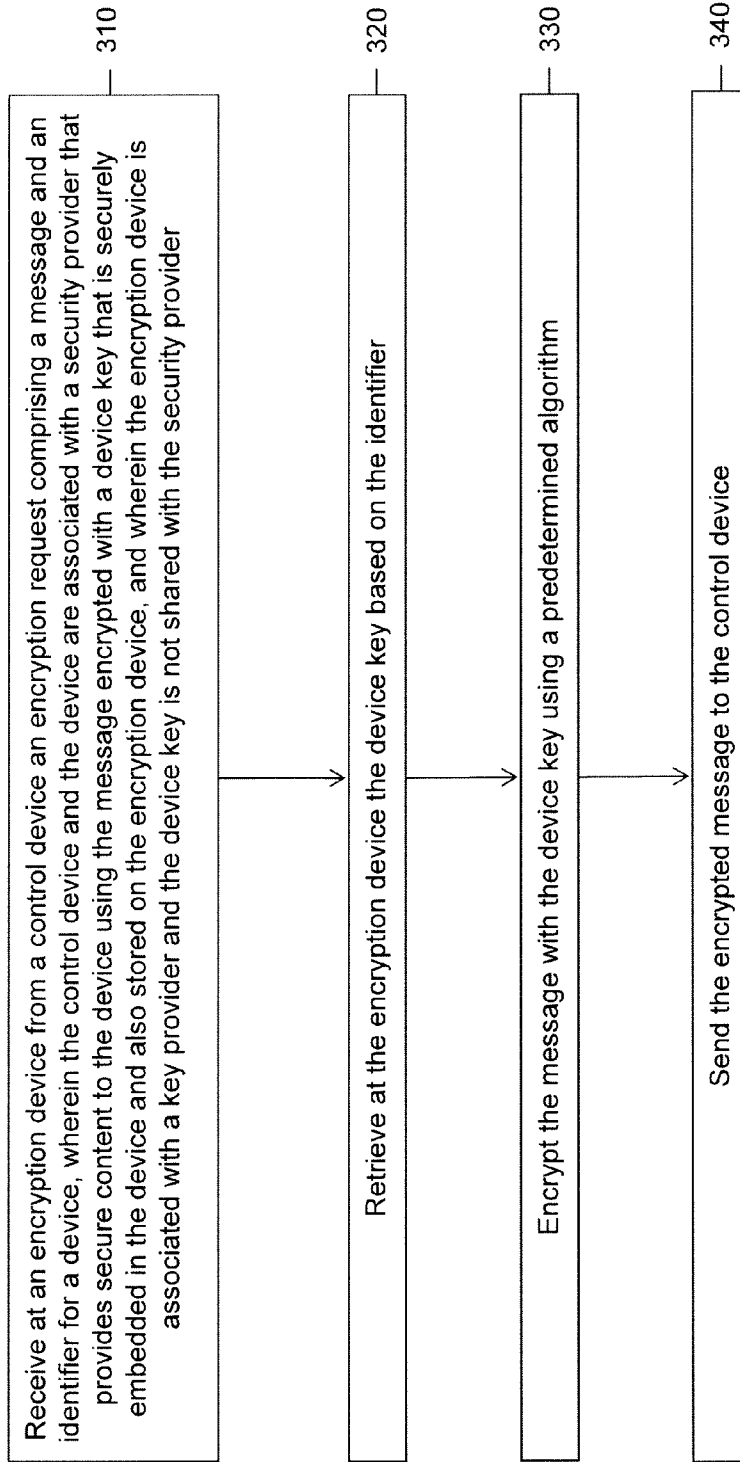 Receive at an encryption device from a control device an encryption request comprising a message and an
identifier for a device, wherein the control device and the device are associated with a security provider that
provides secure content to the device using the message encrypted with a device key that is securely
embedded in the device and also stored on the encryption device, and wherein the encryption device is
associated with a key provider and the device key is not shared with the security provider
310
Retrieve at the encryption device the device key based on the identifier
320
Encrypt the message with the device key using a predetermined algorithm
330
Send the encrypted message to the control device
340